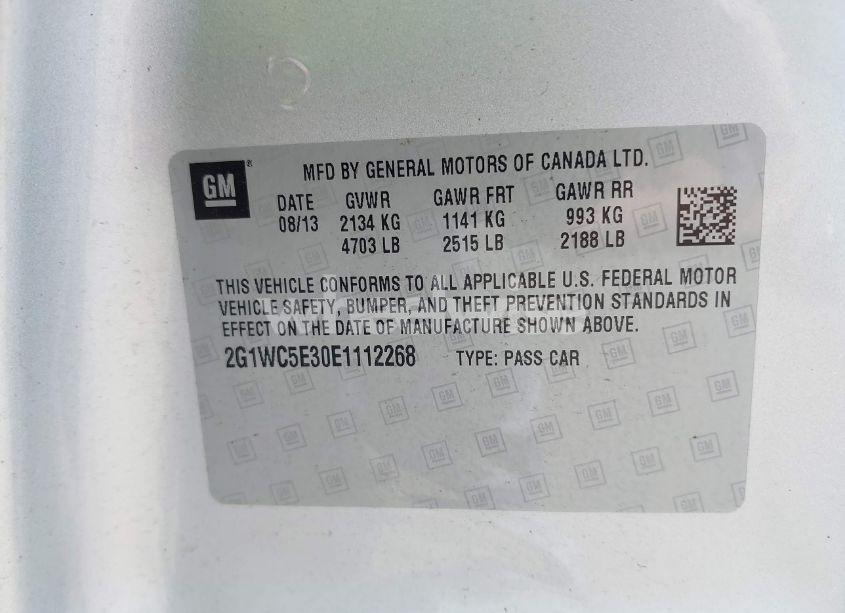 GM
MFD BY GENERAL MOTORS OF CANADA LTD.
DATE GVWR GAWR FRT GAWR RR
08/13 2134 KG 1141 KG 993 KG
4703 LB 2515 LB 2188 LB
THIS VEHICLE CONFORMS TO ALL APPLICABLE U.S. FEDERAL MOTOR
VEHICLE SAFETY, BUMPER, AND THEFT PREVENTION STANDARDS IN
EFFECT ON THE DATE OF MANUFACTURE SHOWN ABOVE.
2G1WC5E30E1112268 TYPE: PASS CAR